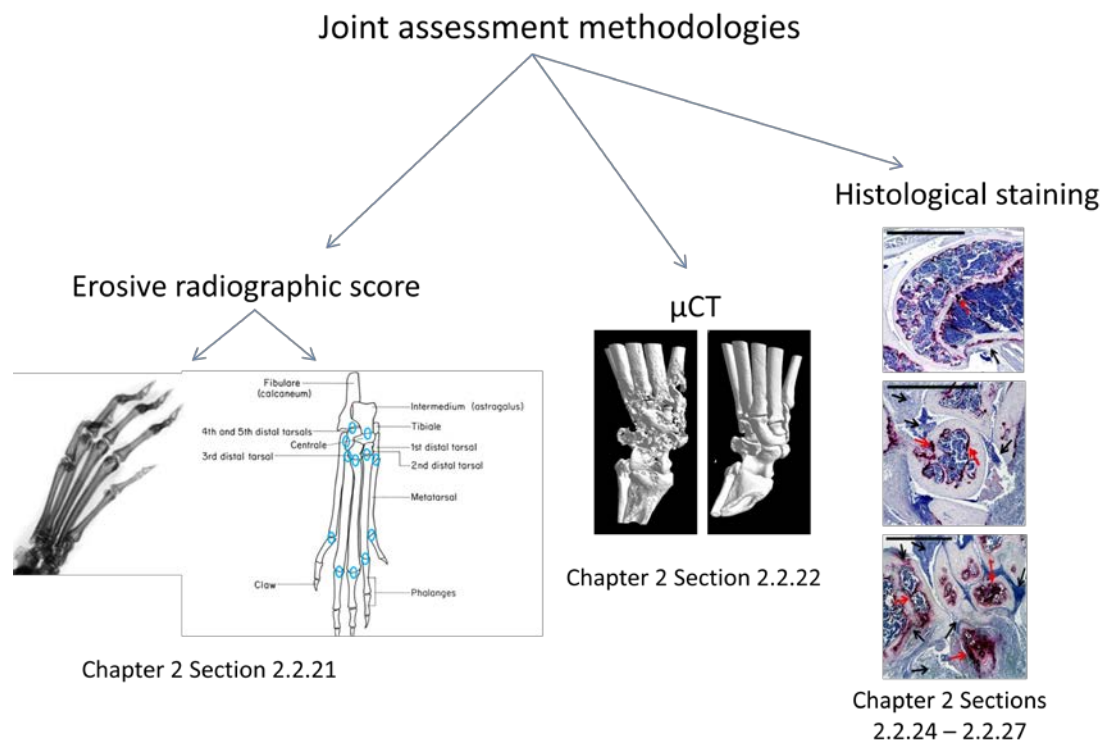 Joint assessment methodologies
Histological staining
Erosive radiographic score
µCT
Fibulare
(calcaneum)
Intermedium (astragalus)
Tibiale
4th and 5th distal tarsals
Centrale
1st distal tarsal
3rd distal tarsal
2nd distal tarsal
Metatarsal
Claw
Phalanges
Chapter 2 Section 2.2.22
Chapter 2 Section 2.2.21
Chapter 2 Sections
2.2.24 – 2.2.27